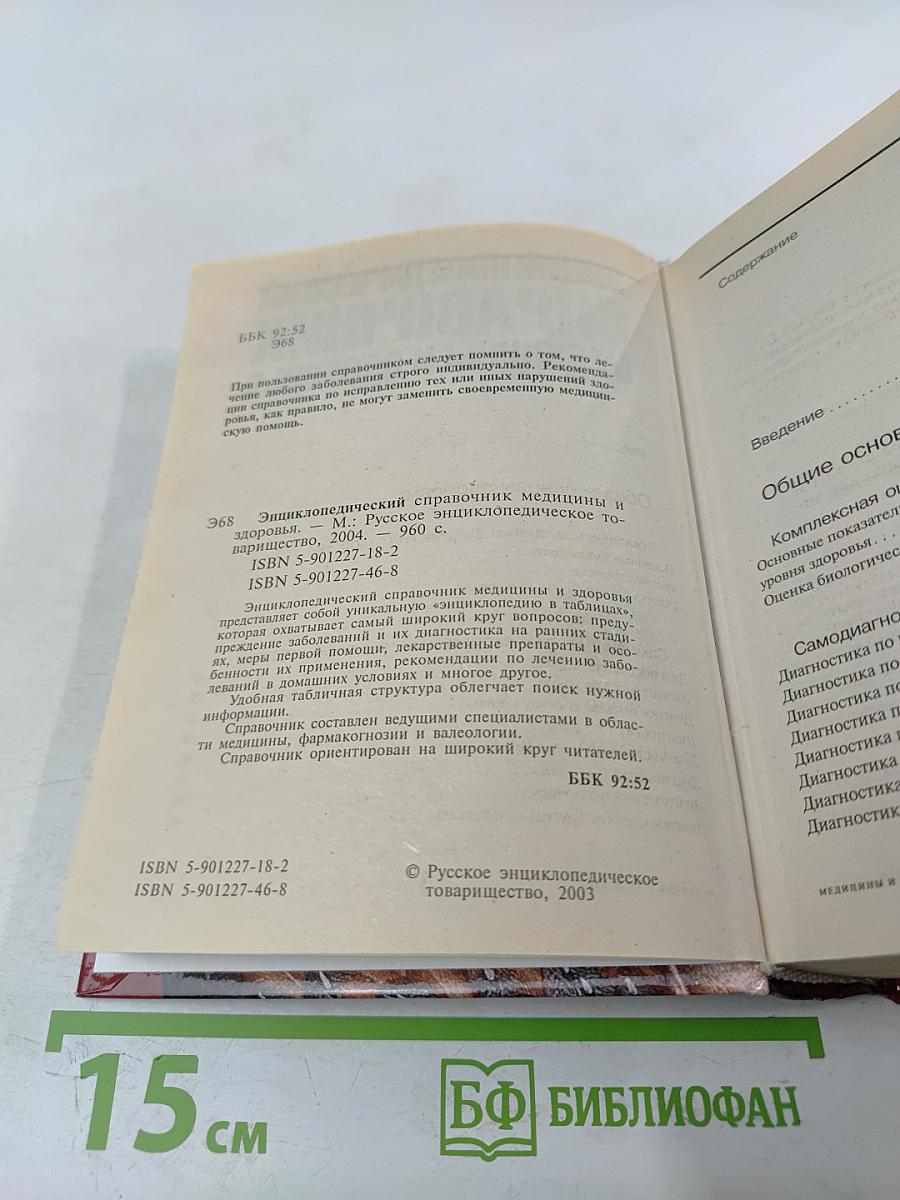 ББК 92:52
Э68
При пользовании справочником следует помнить о том, что ле-
чение любого заболевания строго индивидуально. Рекоменда-
ции справочника по исправлению тех или иных нарушений здо-
ровья, как правило, не могут заменить своевременную медицин-
скую помощь.
Э68 Энциклопедический справочник медицины и
здоровья. — М.: Русское энциклопедическое то-
варищество, 2004. — 960 с.
ISBN 5-901227-18-2
ISBN 5-901227-46-8
Энциклопедический справочник медицины и здоровья
представляет собой уникальную «энциклопедию в таблицах»,
которая охватывает самый широкий круг вопросов: преду-
преждение заболеваний и их диагностика на ранних стади-
ях, меры первой помощи, лекарственные препараты и осо-
бенности их применения, рекомендации по лечению забо-
леваний в домашних условиях и многое другое.
Удобная табличная структура облегчает поиск нужной
информации.
Справочник составлен ведущими специалистами в облас-
ти медицины, фармакогнозии и валеологии.
Справочник ориентирован на широкий круг читателей.
ББК 92:52
ISBN 5-901227-18-2
ISBN 5-901227-46-8
© Русское энциклопедическое
товарищество, 2003
Содержание
Введение . . . . . . . .
Общие основ
Комплексная оц
Основные показател
уровня здоровья . . .
Оценка биологичес
Самодиагно
Диагностика по
Диагностика по
Диагностика по
Диагностика п
Диагностика
Диагностика
Диагностика
Диагностик
МЕДИЦИНЫ И
15 см
БФ БИБЛИОФАН